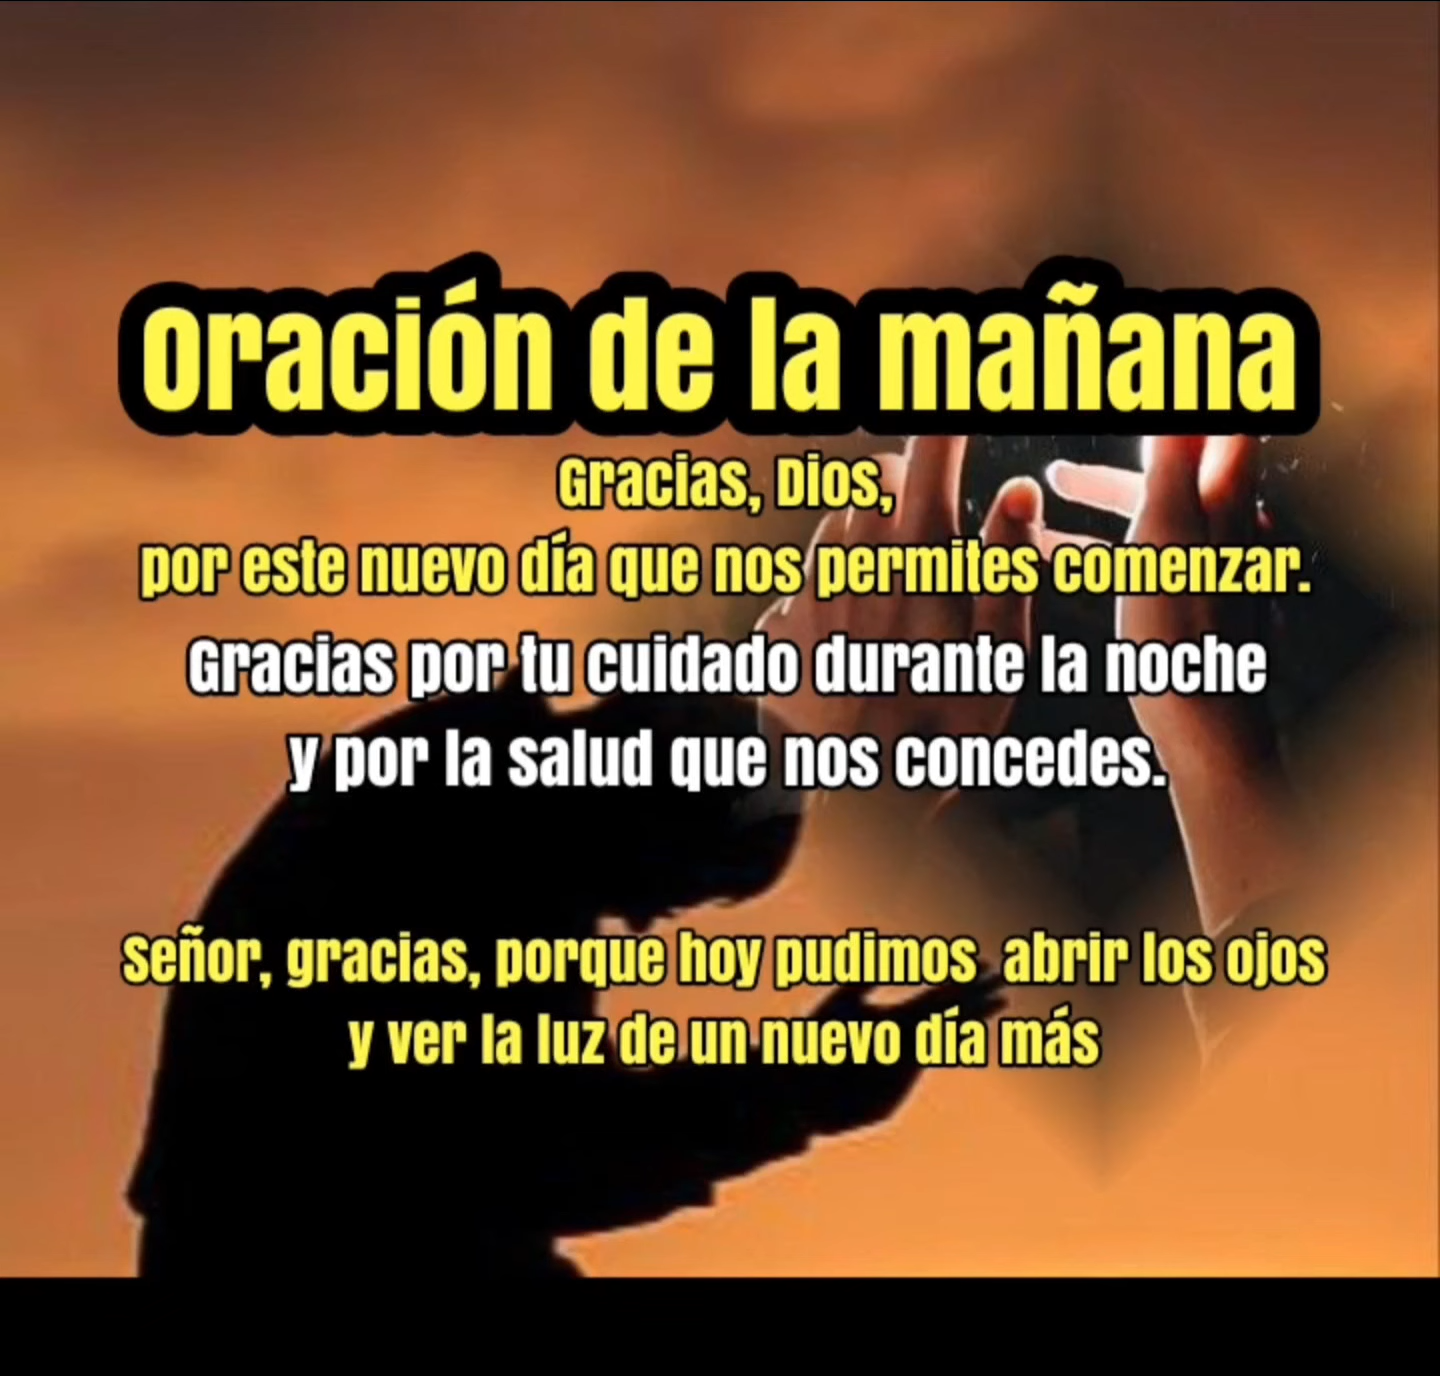 Oración de la mañana
Gracias, Dios,
por este nuevo día que nos permites comenzar.
Gracias por tu cuidado durante la noche
y por la salud que nos concedes.
Señor, gracias, porque hoy pudimos abrir los ojos
y ver la luz de un nuevo día más